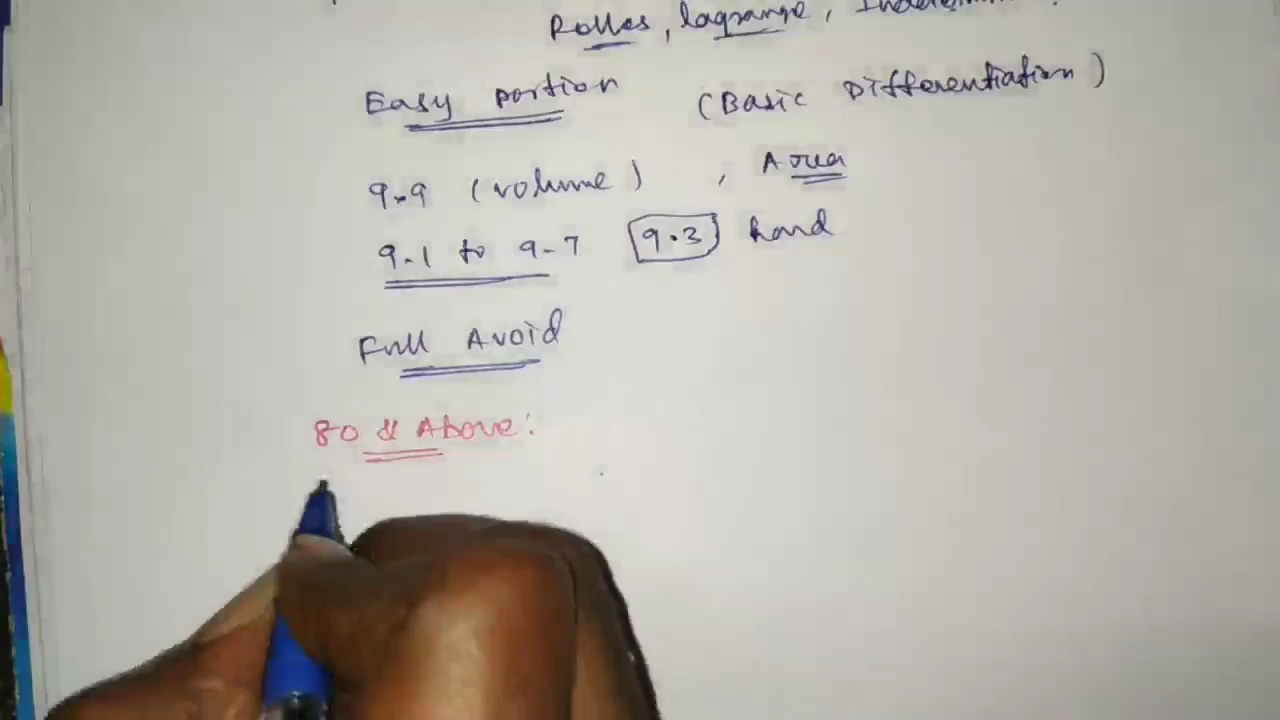 Rolles, lagrange,
Easy portion (Basic Differentiation)
9.9 (volume) , Area
9.1 to 9-7 9.3 hard
Full Avoid
80 & Above: